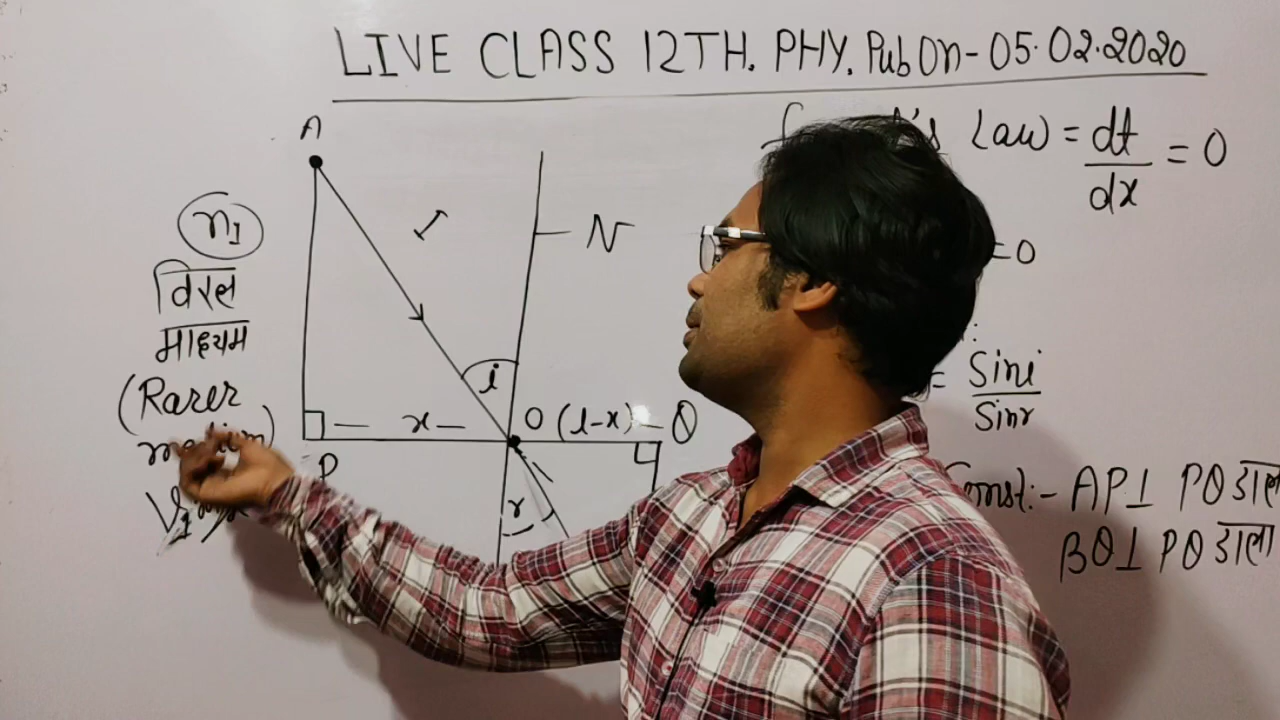 LIVE CLASS 12TH. PHY. Pub On - 05.02.2020
A
Law = dt/dx = 0
n1
I
N
= 0
विरल
माध्यम
(Rarer
i
= Sini/Sinr
x
O (l-x) Q
P
r
Const:- AP⊥ PQ डाल
BQ⊥ PQ डाला